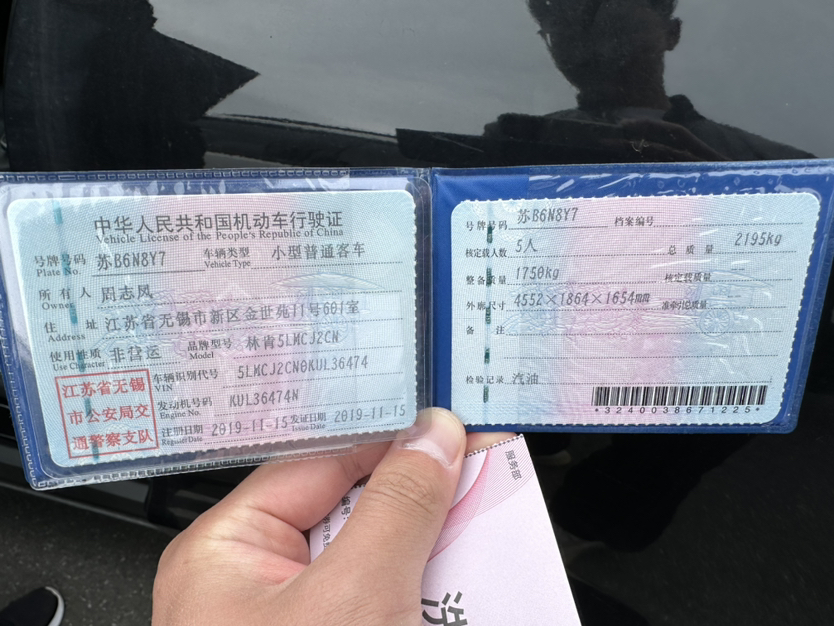 中华人民共和国机动车行驶证
Vehicle License of the People's Republic of China
号牌号码 苏B6N8Y7 车辆类型 小型普通客车
Plate No. Vehicle Type
所有人 周志凤
Owner
住址 江苏省无锡市新区金世苑11号601室
Address
使用性质 非营运 品牌型号 林肯5LMCJ2CN
Use Character Model
江苏省无锡
市公安局交
通警察支队
车辆识别代号 5LMCJ2CN0KUL36474
VIN
发动机号码 KUL36474N
Engine No.
注册日期 2019-11-15 发证日期 2019-11-15
Register Date Issue Date
号牌号码 苏B6N8Y7 档案编号
核定载人数 5人 总质量 2195kg
整备质量 1750kg 核定载质量
外廓尺寸 4552×1864×1654mm 准牵引总质量
备注
检验记录 汽油
*3240038671225*
服务部
编号: